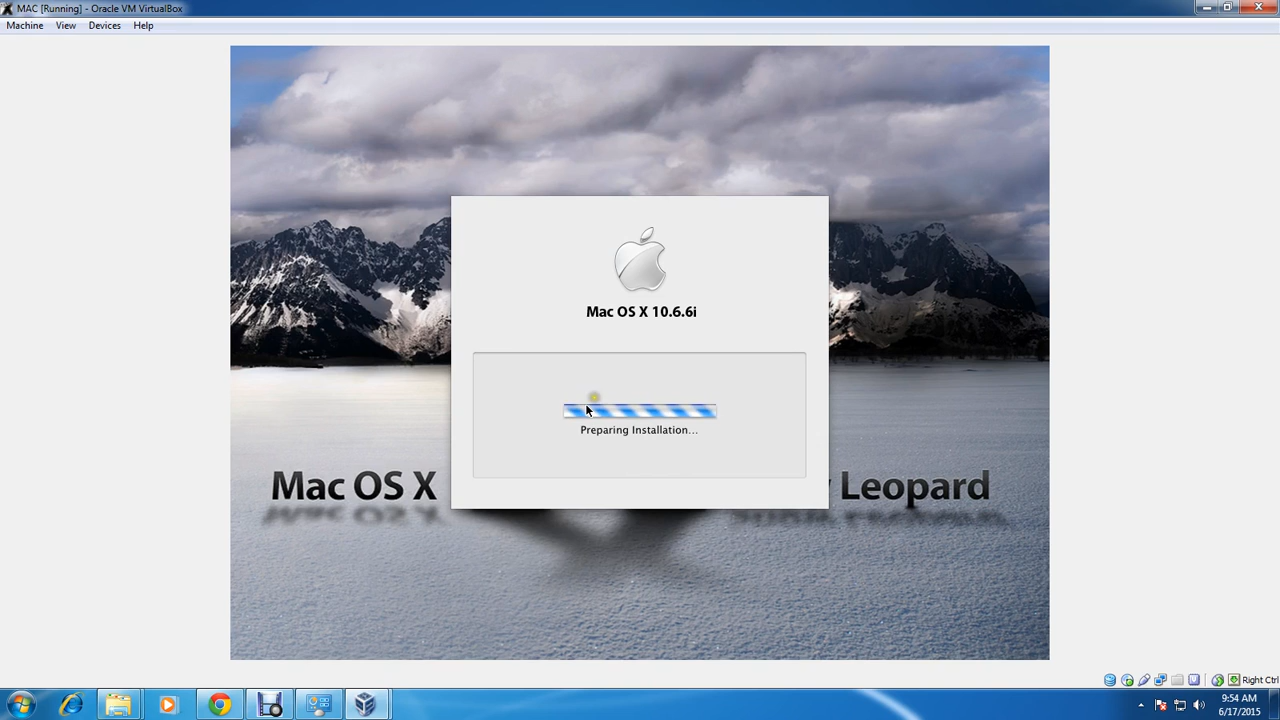 MAC [Running] - Oracle VM VirtualBox
Machine View Devices Help
Mac OS X 10.6.6i
Preparing Installation...
Mac OS X
Leopard
Right Ctrl
9:54 AM
6/17/2015